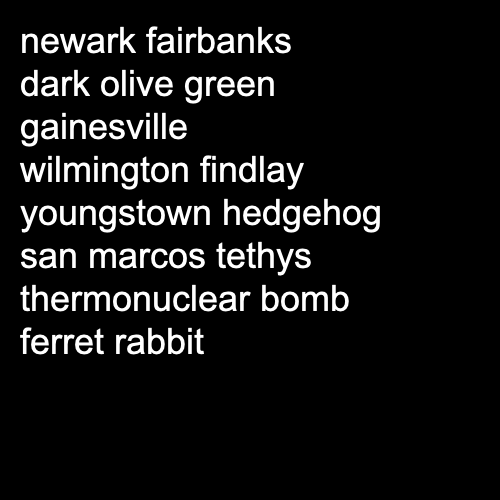 newark fairbanks
dark olive green
gainesville
wilmington findlay
youngstown hedgehog
san marcos tethys
thermonuclear bomb
ferret rabbit